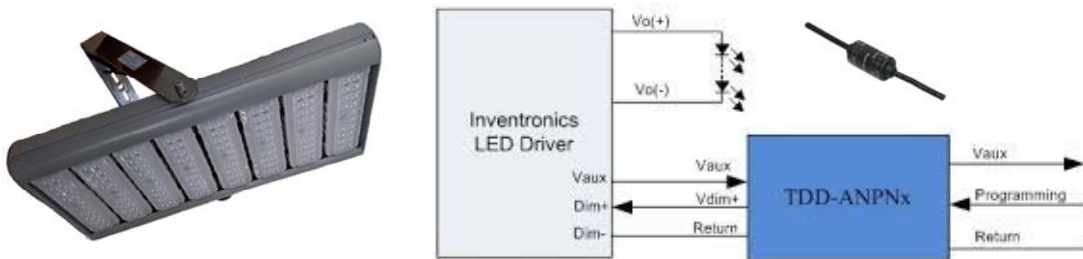 Vo(+)
Vo(-)
Inventronics
LED Driver
Vaux
Dim+
Dim-
Vaux
Vdim+
Return
TDD-ANPNx
Vaux
Programming
Return